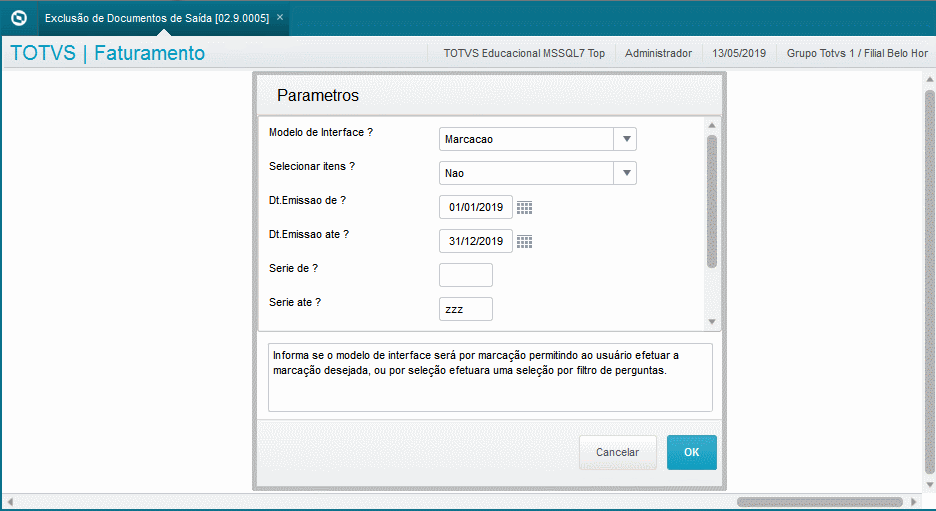 Exclusão de Documentos de Saída [02.9.0005] ×
TOTVS | Faturamento
TOTVS Educacional MSSQL7 Top
Administrador
13/05/2019
Grupo Totvs 1 / Filial Belo Hor
Parametros
Modelo de Interface ?
Marcacao
Selecionar itens ?
Nao
Dt.Emissao de ?
01/01/2019
Dt.Emissao ate ?
31/12/2019
Serie de ?
Serie ate ?
zzz
Informa se o modelo de interface será por marcação permitindo ao usuário efetuar a
marcação desejada, ou por seleção efetuara uma seleção por filtro de perguntas.
Cancelar
OK